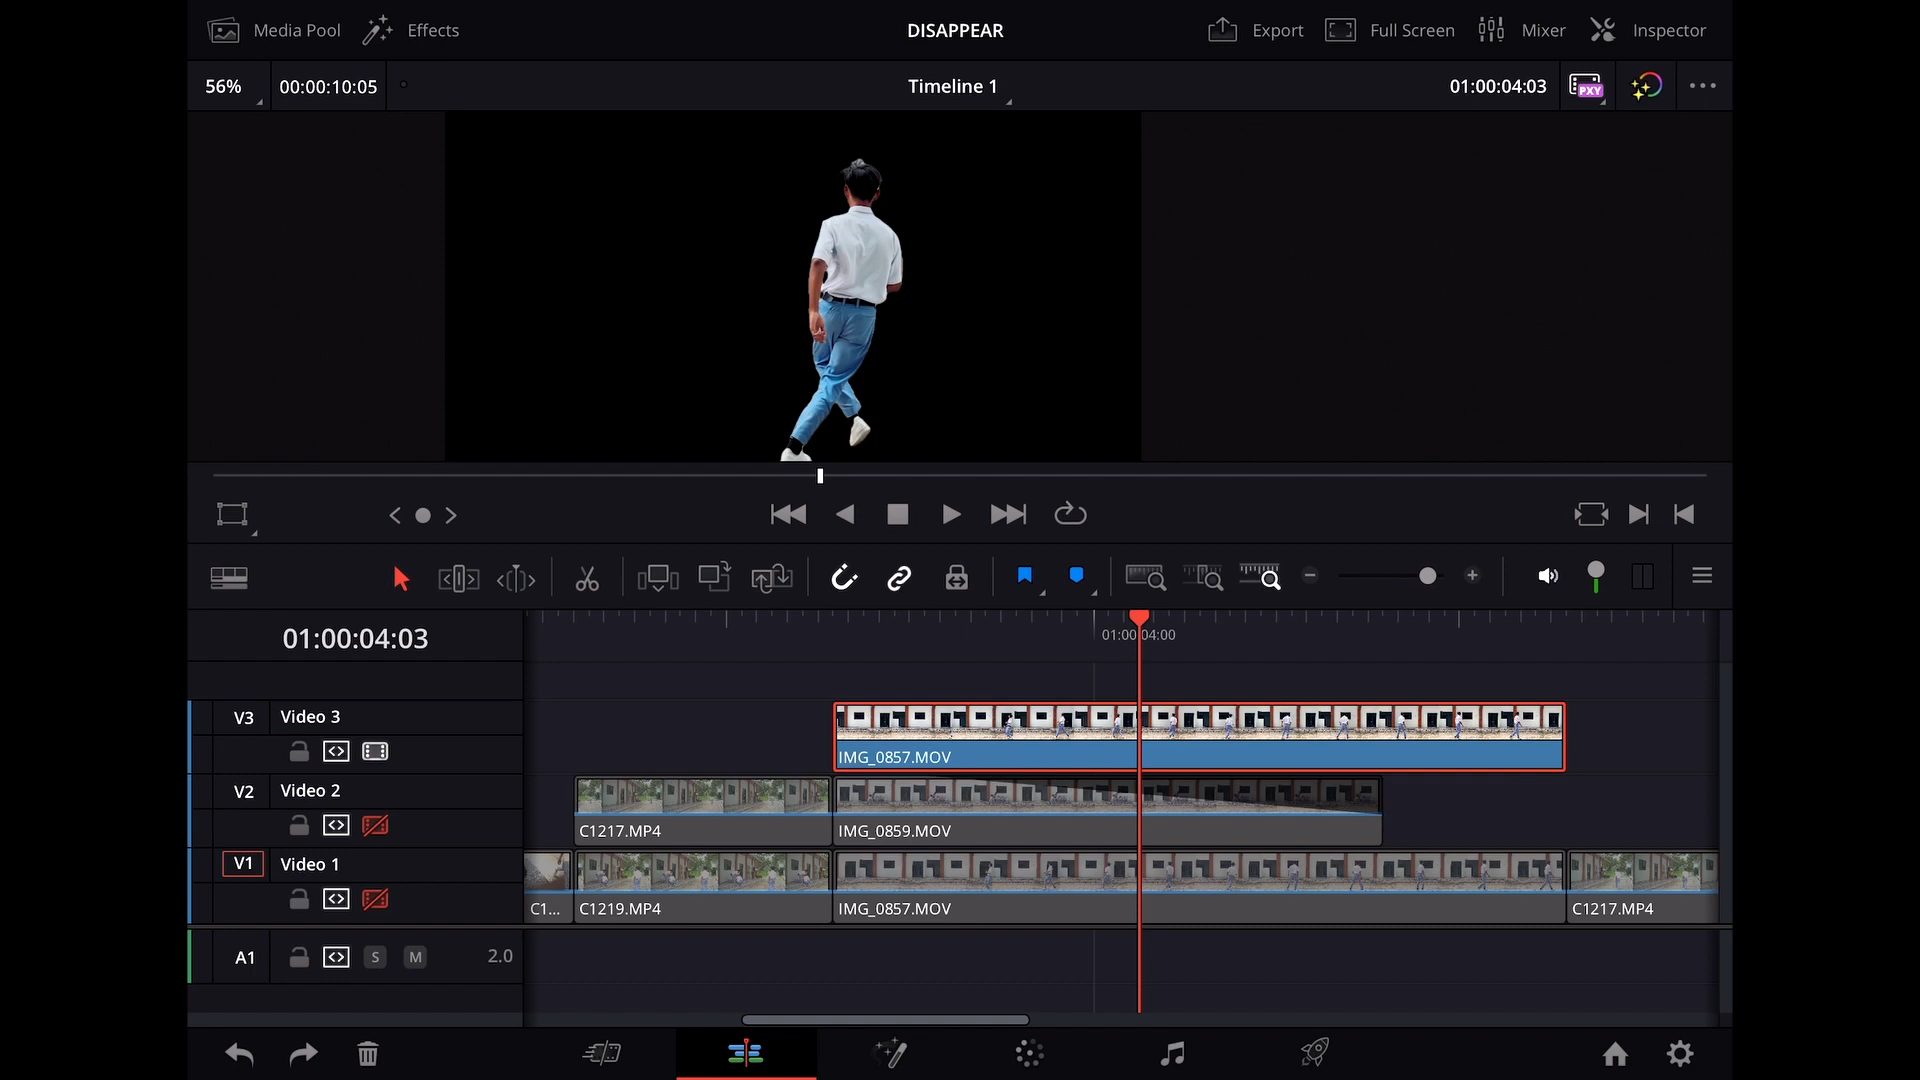 Media Pool Effects DISAPPEAR Export Full Screen Mixer Inspector
56% 00:00:10:05 Timeline 1 01:00:04:03 PXY
01:00:04:03 01:00:04:00
V3 Video 3
IMG_0857.MOV
V2 Video 2
C1217.MP4 IMG_0859.MOV
V1 Video 1
C1... C1219.MP4 IMG_0857.MOV C1217.MP4
A1 S M 2.0